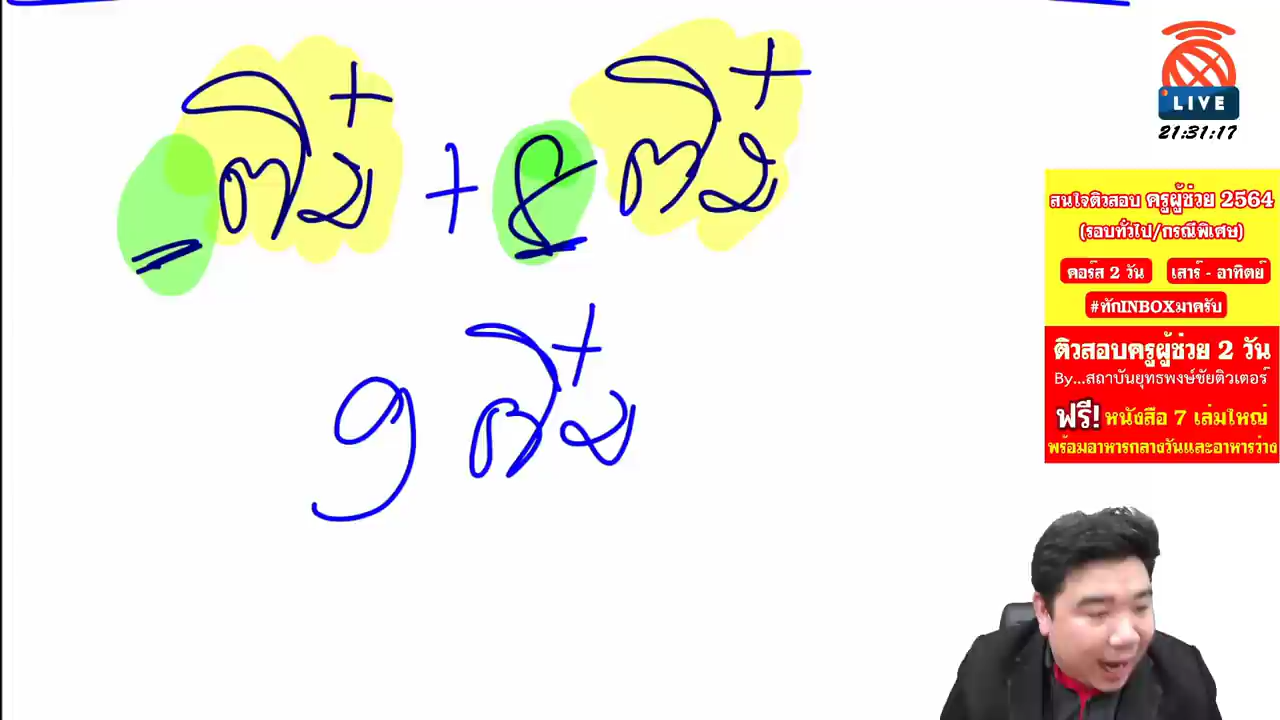 ติ๋ว + 8 ติ๋ว
9 ติ๋ว
LIVE
21:31:17
สนใจติวสอบ ครูผู้ช่วย 2564
(รอบทั่วไป/กรณีพิเศษ)
คอร์ส 2 วัน เสาร์ - อาทิตย์
#ทักINBOXมาครับ
ติวสอบครูผู้ช่วย 2 วัน
By...สถาบันยุทธพงษ์ชัยติวเตอร์
ฟรี! หนังสือ 7 เล่มใหญ่
พร้อมอาหารกลางวันและอาหารว่าง